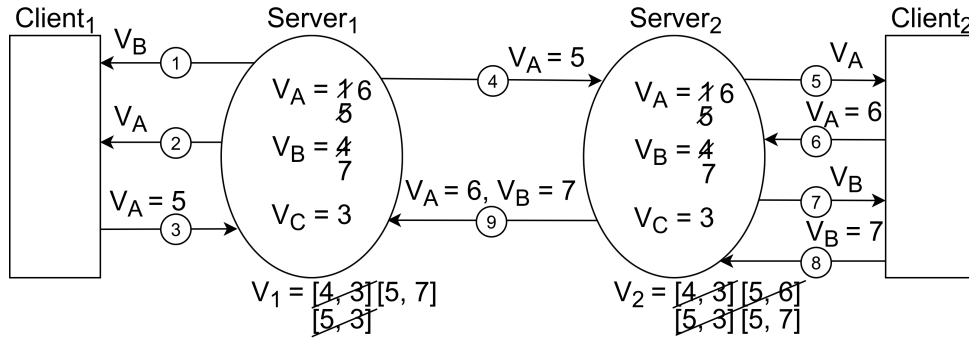 Client1 Server1 Server2 Client2
VB 1 4 VA = 5 5 VA
VA = 1 6
5
VA = 1 6
5
VA 2 VA = 6 6
VB = 4
7
VB = 4
7
VA = 5 3 VA = 6, VB = 7 9 7 VB
VC = 3 VC = 3
VB = 7 8
V1 = [4, 3] [5, 7]
[5, 3]
V2 = [4, 3] [5, 6]
[5, 3] [5, 7]